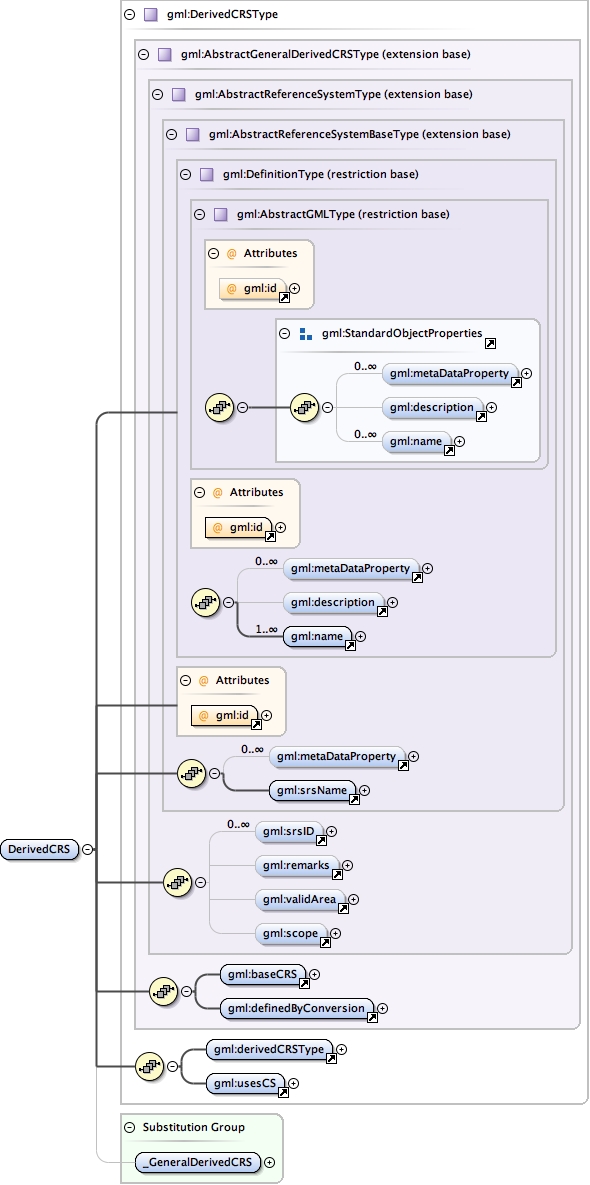 gml:DerivedCRSType
gml:AbstractGeneralDerivedCRSType (extension base)
gml:AbstractReferenceSystemType (extension base)
gml:AbstractReferenceSystemBaseType (extension base)
gml:DefinitionType (restriction base)
gml:AbstractGMLType (restriction base)
@ Attributes
@ gml:id
gml:StandardObjectProperties
0..∞
gml:metaDataProperty
gml:description
0..∞
gml:name
@ Attributes
@ gml:id
0..∞
gml:metaDataProperty
gml:description
1..∞
gml:name
@ Attributes
@ gml:id
0..∞
gml:metaDataProperty
gml:srsName
0..∞
gml:srsID
DerivedCRS
gml:remarks
gml:validArea
gml:scope
gml:baseCRS
gml:definedByConversion
gml:derivedCRSType
gml:usesCS
Substitution Group
_GeneralDerivedCRS